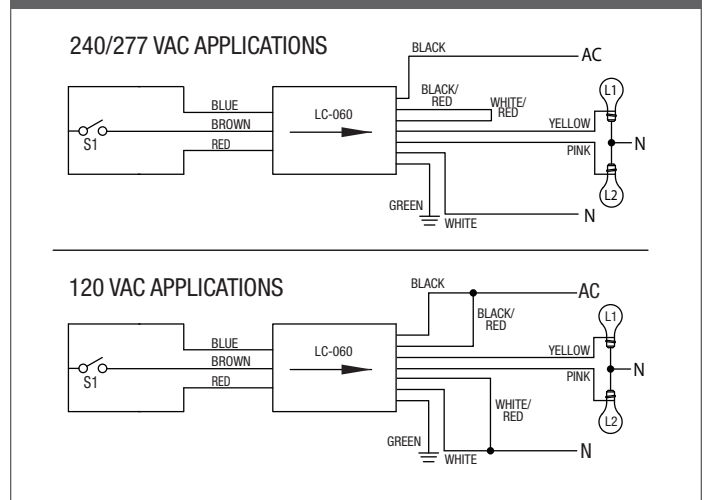 240/277 VAC APPLICATIONS
BLACK
AC
BLACK/
RED
WHITE/
RED
L1
BLUE
LC-060
BROWN
YELLOW
S1
RED
PINK
N
L2
GREEN
WHITE
N
120 VAC APPLICATIONS
BLACK
AC
BLACK/
RED
L1
BLUE
LC-060
YELLOW
BROWN
S1
RED
PINK
N
WHITE/
RED
L2
GREEN
WHITE
N